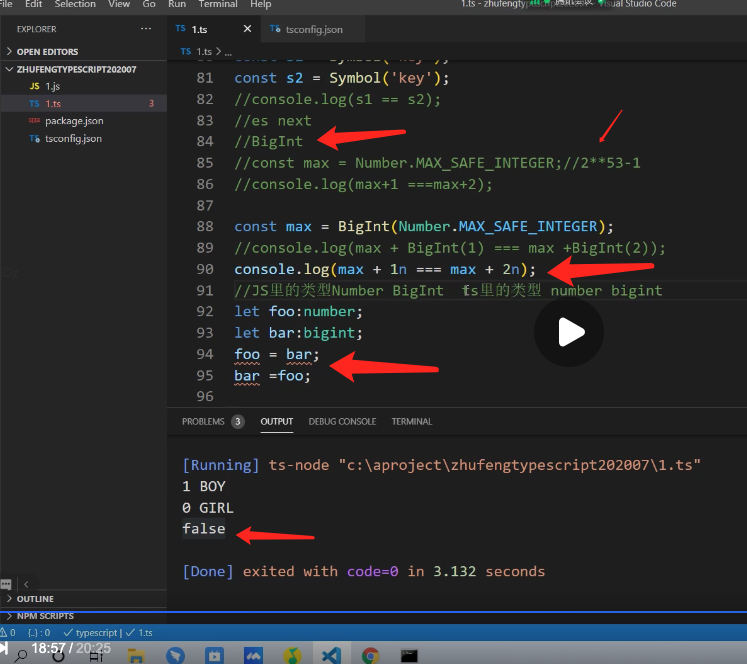 File Edit Selection View Go Run Terminal Help
1.ts - zhufengtypescript
Visual Studio Code
EXPLORER ···
TS 1.ts ×
tsconfig.json
OPEN EDITORS
TS 1.ts > ...
ZHUFENGTYPESCRIPT202007
JS 1.js
TS 1.ts 3
package.json
tsconfig.json
81 const s2 = Symbol('key');
82 //console.log(s1 == s2);
83 //es next
84 //BigInt
85 //const max = Number.MAX_SAFE_INTEGER;//2**53-1
86 //console.log(max+1 ===max+2);
87
88 const max = BigInt(Number.MAX_SAFE_INTEGER);
89 //console.log(max + BigInt(1) === max +BigInt(2));
90 console.log(max + 1n === max + 2n);
91 //JS里的类型Number BigInt ts里的类型 number bigint
92 let foo:number;
93 let bar:bigint;
94 foo = bar;
95 bar =foo;
96
PROBLEMS 3 OUTPUT DEBUG CONSOLE TERMINAL
[Running] ts-node "c:\aproject\zhufengtypescript202007\1.ts"
1 BOY
0 GIRL
false
[Done] exited with code=0 in 3.132 seconds
OUTLINE
NPM SCRIPTS
0 {..} : 0 typescript | 1.ts
18:57 / 20:25